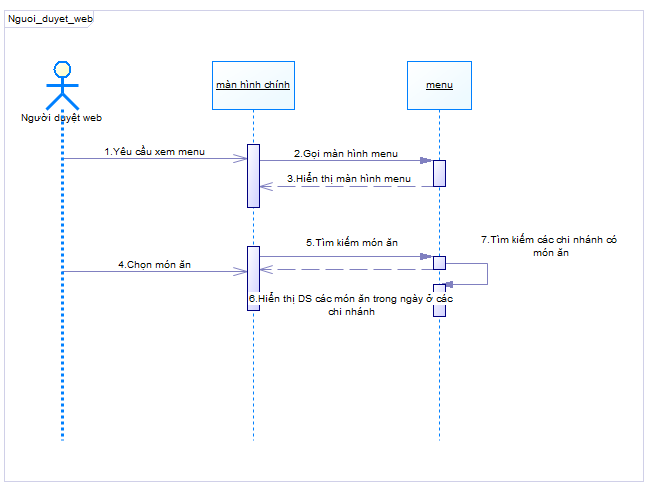 Nguoi_duyet_web
màn hình chính
menu
Người duyệt web
1.Yêu cầu xem menu
2.Gọi màn hình menu
3.Hiển thị màn hình menu
7.Tìm kiếm các chi nhánh có
món ăn
5.Tìm kiếm món ăn
4.Chọn món ăn
6.Hiển thị DS các món ăn trong ngày ở các
chi nhánh